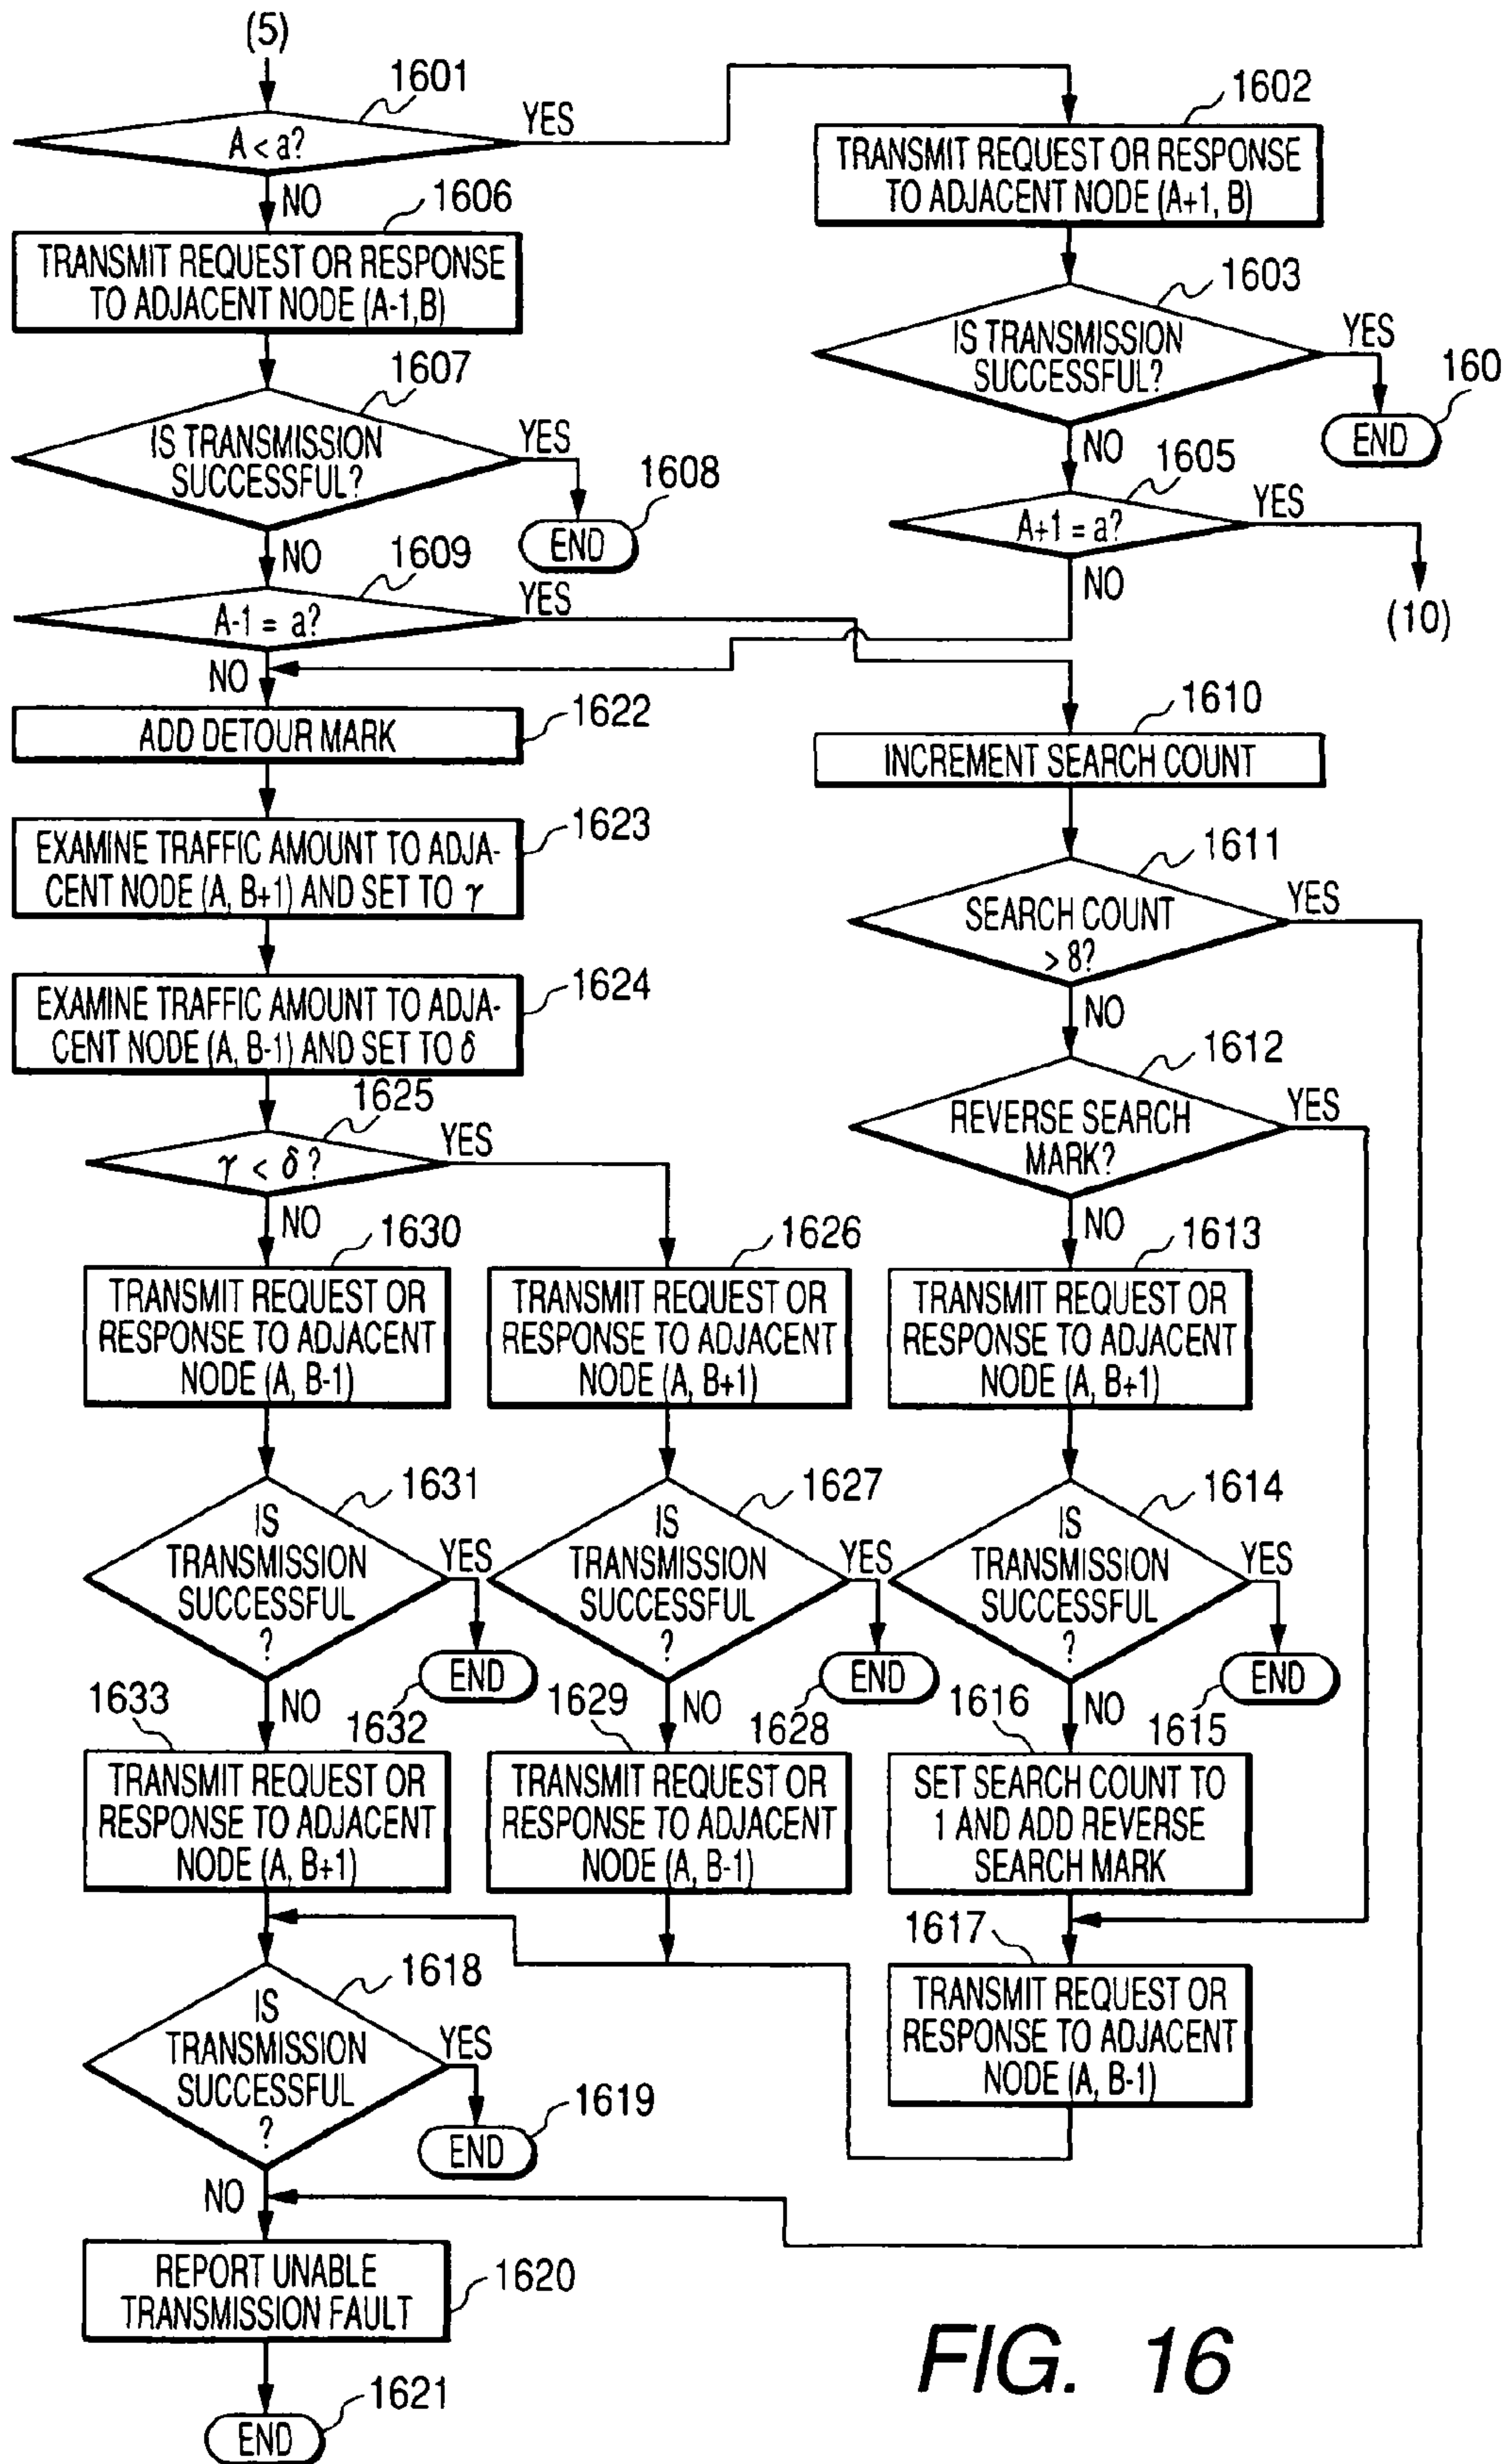 (5)
1601
A < a?
YES
NO
1602
TRANSMIT REQUEST OR RESPONSE
TO ADJACENT NODE (A+1, B)
1606
TRANSMIT REQUEST OR RESPONSE
TO ADJACENT NODE (A-1,B)
1603
IS TRANSMISSION
SUCCESSFUL?
YES
160
END
NO
1607
IS TRANSMISSION
SUCCESSFUL?
YES
1608
END
NO
1605
A+1 = a?
YES
(10)
NO
1609
A-1 = a?
YES
NO
1622
ADD DETOUR MARK
1610
INCREMENT SEARCH COUNT
1623
EXAMINE TRAFFIC AMOUNT TO ADJA-
CENT NODE (A, B+1) AND SET TO γ
1611
SEARCH COUNT
> 8?
YES
NO
1624
EXAMINE TRAFFIC AMOUNT TO ADJA-
CENT NODE (A, B-1) AND SET TO δ
1612
REVERSE SEARCH
MARK?
YES
NO
1625
γ < δ ?
YES
NO
1630
TRANSMIT REQUEST OR
RESPONSE TO ADJACENT
NODE (A, B-1)
1626
TRANSMIT REQUEST OR
RESPONSE TO ADJACENT
NODE (A, B+1)
1613
TRANSMIT REQUEST OR
RESPONSE TO ADJACENT
NODE (A, B+1)
1631
IS
TRANSMISSION
SUCCESSFUL
?
YES
END
1632
NO
1627
IS
TRANSMISSION
SUCCESSFUL
?
YES
END
1628
NO
1614
IS
TRANSMISSION
SUCCESSFUL
?
YES
END
1615
NO
1633
TRANSMIT REQUEST OR
RESPONSE TO ADJACENT
NODE (A, B+1)
1629
TRANSMIT REQUEST OR
RESPONSE TO ADJACENT
NODE (A, B-1)
1616
SET SEARCH COUNT TO
1 AND ADD REVERSE
SEARCH MARK
1617
TRANSMIT REQUEST OR
RESPONSE TO ADJACENT
NODE (A, B-1)
1618
IS
TRANSMISSION
SUCCESSFUL
?
YES
1619
END
NO
REPORT UNABLE
TRANSMISSION FAULT
1620
1621
END
FIG. 16